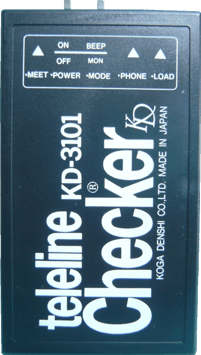 ▲ ON BEEP ▲ ▲
OFF MON
•MEET •POWER •MODE •PHONE •LOAD
teleline KD-3101
Checker® KD
KOGA DENSHI CO.,LTD. MADE IN JAPAN